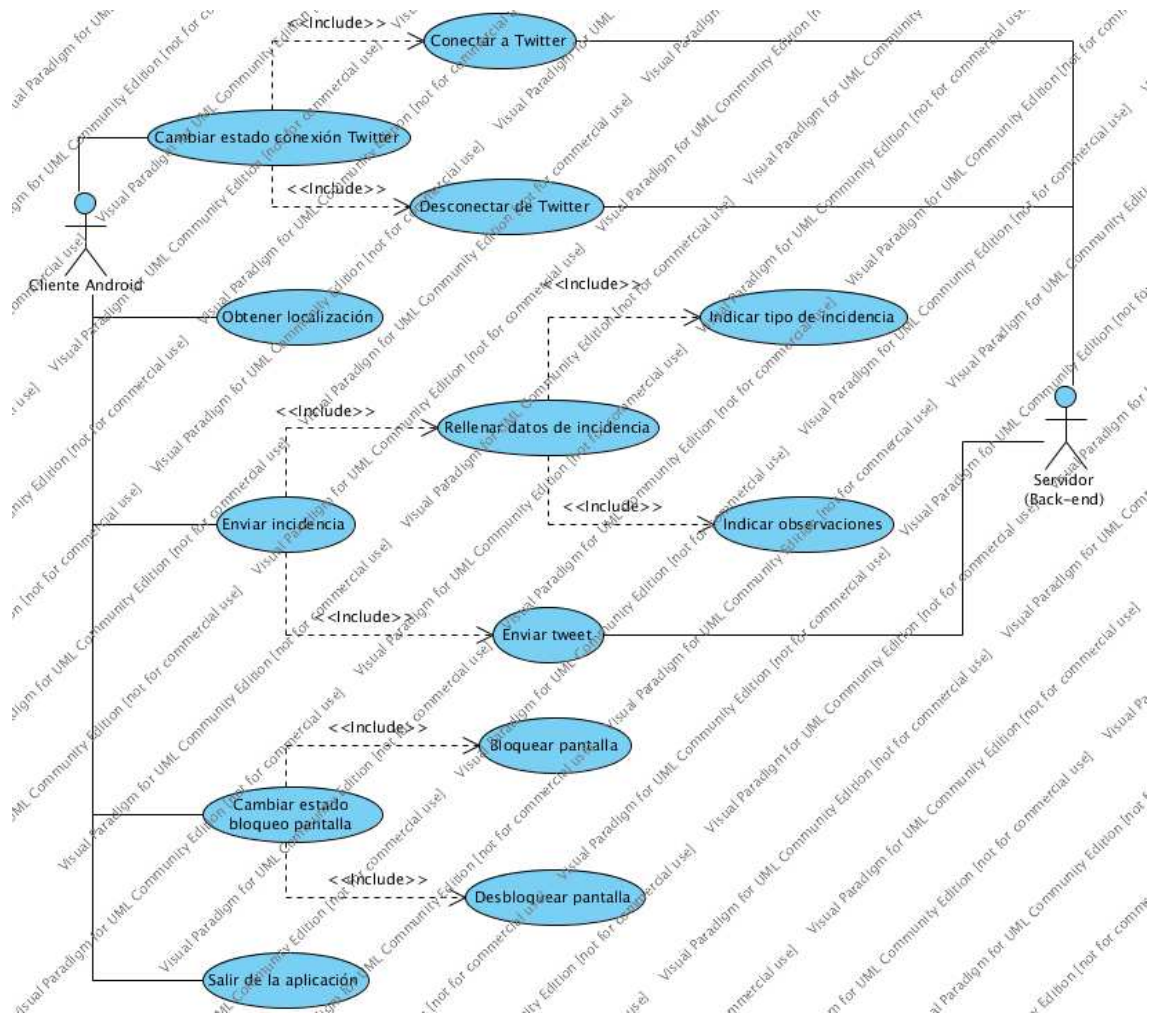 <<Include>>
Conectar a Twitter
Cambiar estado conexión Twitter
<<Include>>
Desconectar de Twitter
Cliente Android
Obtener localización
<<Include>>
Indicar tipo de incidencia
<<Include>>
Rellenar datos de incidencia
Servidor
(Back-end)
<<Include>>
Indicar observaciones
Enviar incidencia
<<Include>>
Enviar tweet
<<Include>>
Bloquear pantalla
Cambiar estado
bloqueo pantalla
<<Include>>
Desbloquear pantalla
Salir de la aplicación
Visual Paradigm for UML Community Edition [not for commercial use]